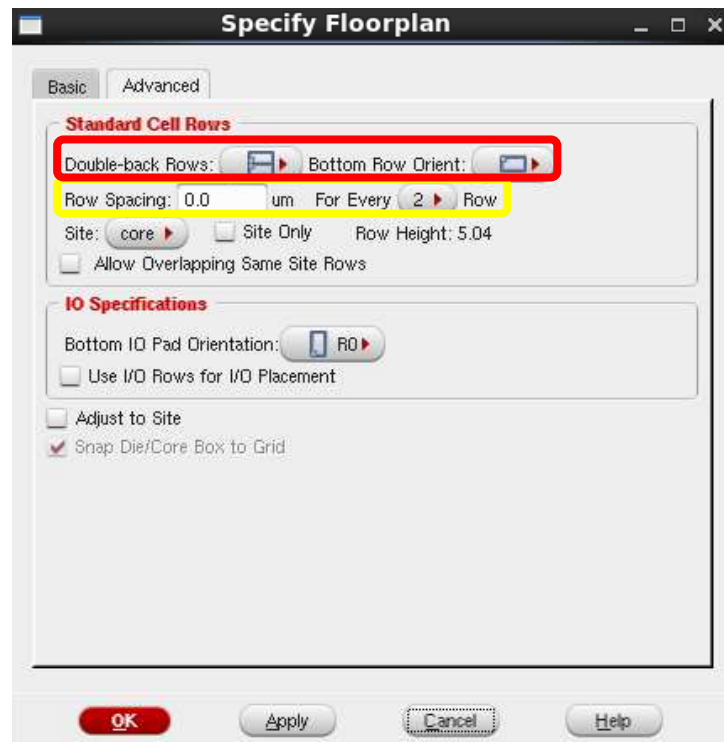 Specify Floorplan
Basic Advanced
Standard Cell Rows
Double-back Rows: Bottom Row Orient:
Row Spacing: 0.0 um For Every 2 Row
Site: core Site Only Row Height: 5.04
Allow Overlapping Same Site Rows
IO Specifications
Bottom IO Pad Orientation: R0
Use I/O Rows for I/O Placement
Adjust to Site
Snap Die/Core Box to Grid
OK Apply Cancel Help